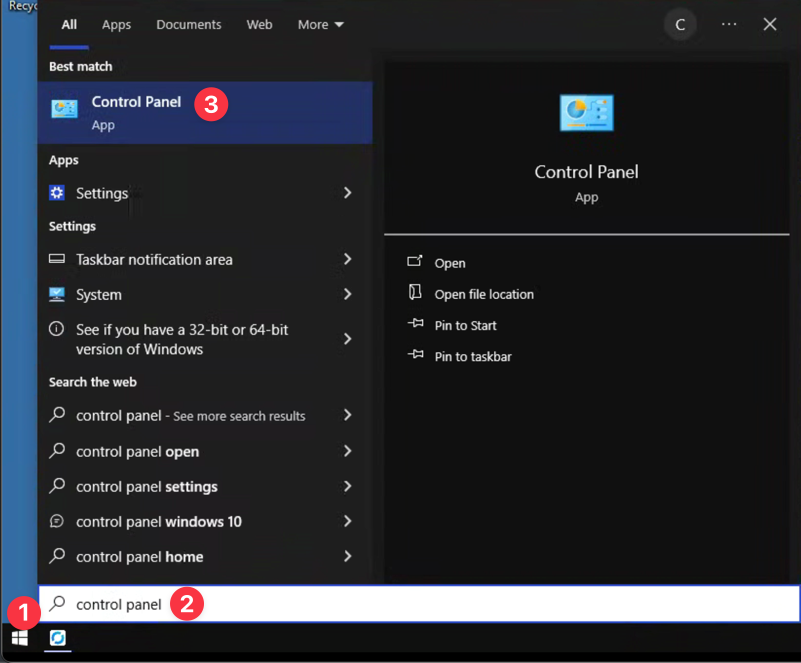 Recyc
All Apps Documents Web More C ...
Best match
Control Panel 3
App
Apps
Settings
Settings
Taskbar notification area
System
See if you have a 32-bit or 64-bit
version of Windows
Search the web
control panel - See more search results
control panel open
control panel settings
control panel windows 10
control panel home
Control Panel
App
Open
Open file location
Pin to Start
Pin to taskbar
control panel 2
1